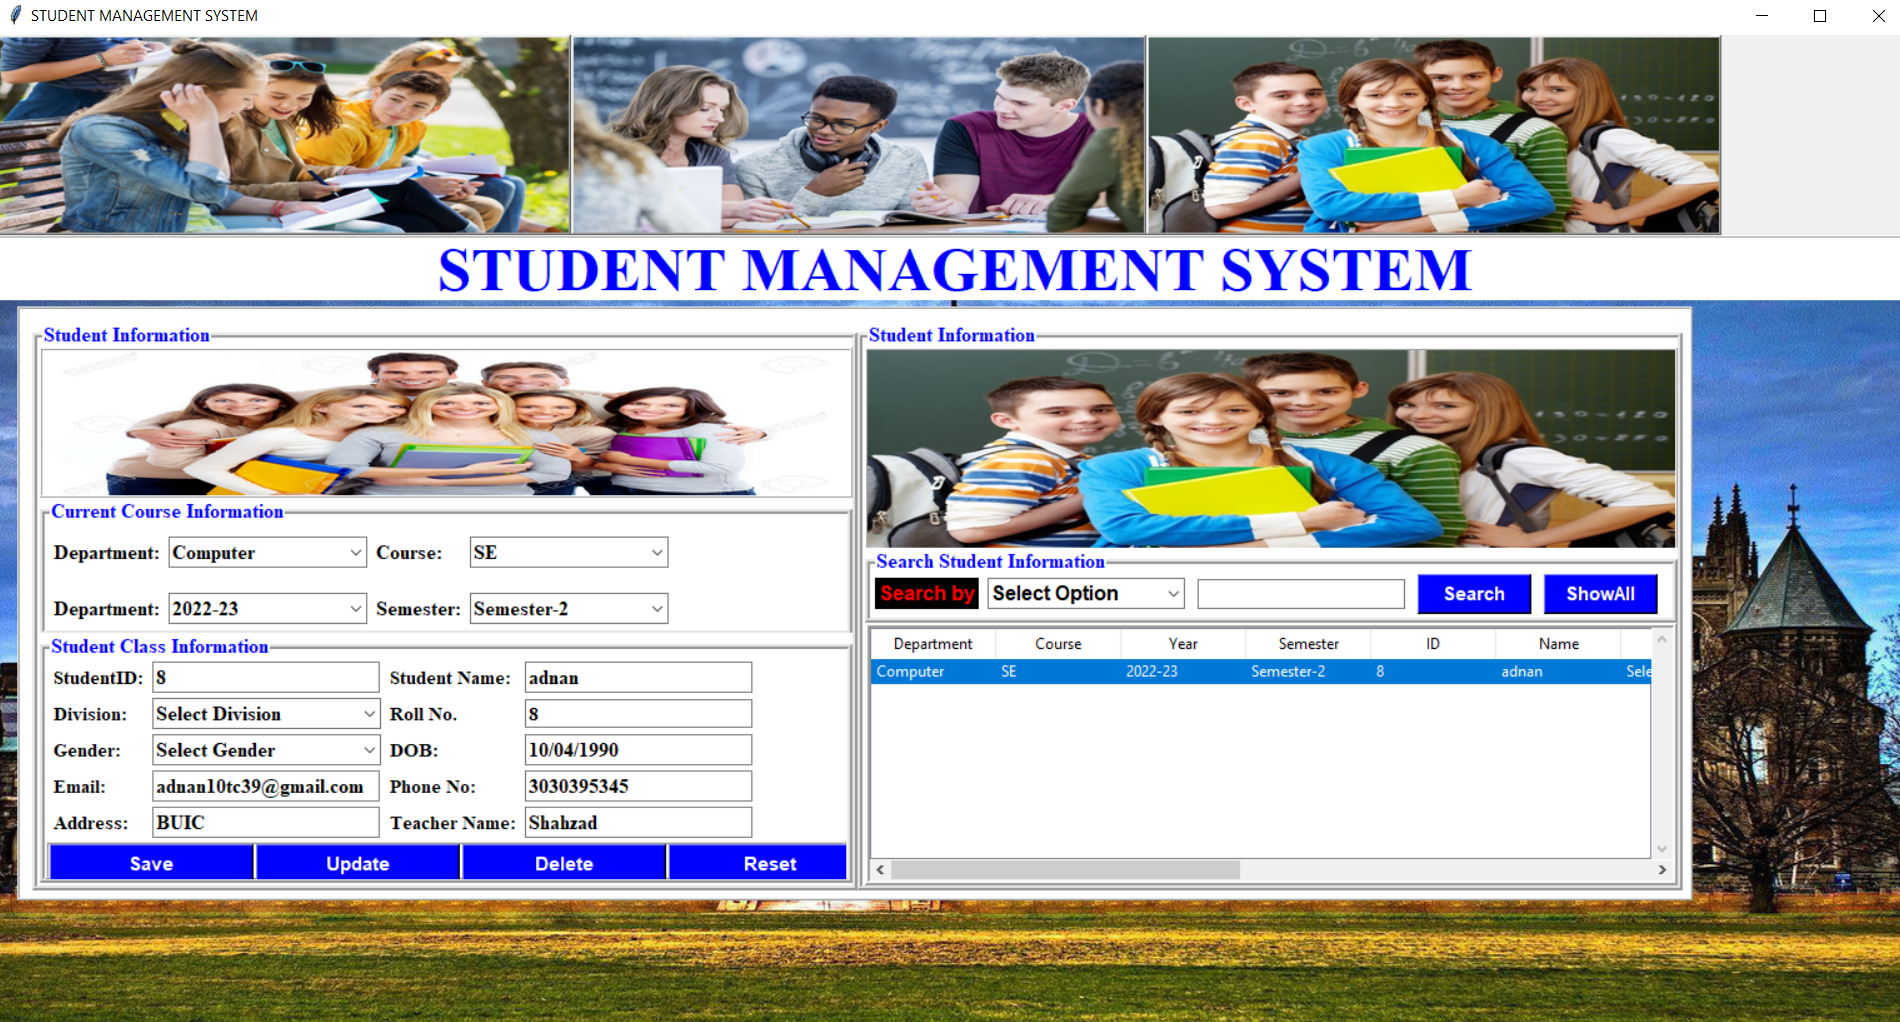 STUDENT MANAGEMENT SYSTEM
STUDENT MANAGEMENT SYSTEM
Student Information
Current Course Information
Department: Computer Course: SE
Department: 2022-23 Semester: Semester-2
Student Class Information
StudentID: 8 Student Name: adnan
Division: Select Division Roll No. 8
Gender: Select Gender DOB: 10/04/1990
Email: adnan10tc39@gmail.com Phone No: 3030395345
Address: BUIC Teacher Name: Shahzad
Save Update Delete Reset
Student Information
Search Student Information
Search by Select Option Search ShowAll
Department Course Year Semester ID Name
Computer SE 2022-23 Semester-2 8 adnan Sele